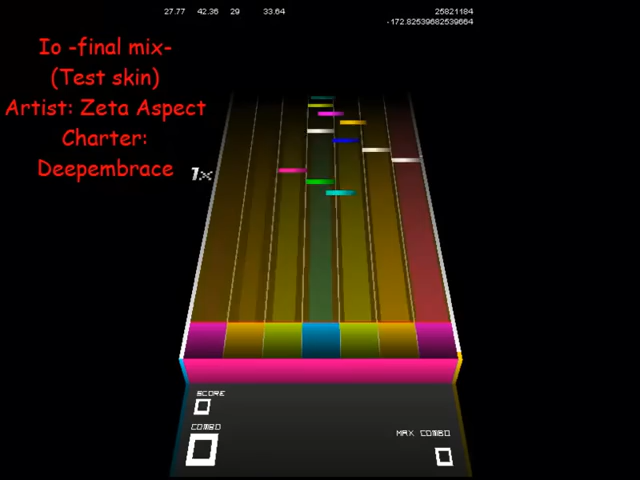 27.77 42.36 29 33.64 25821184
-172.82539682539664
Io -final mix-
(Test skin)
Artist: Zeta Aspect
Charter:
Deepembrace
1x
SCORE
0
COMBO
0
MAX COMBO
0